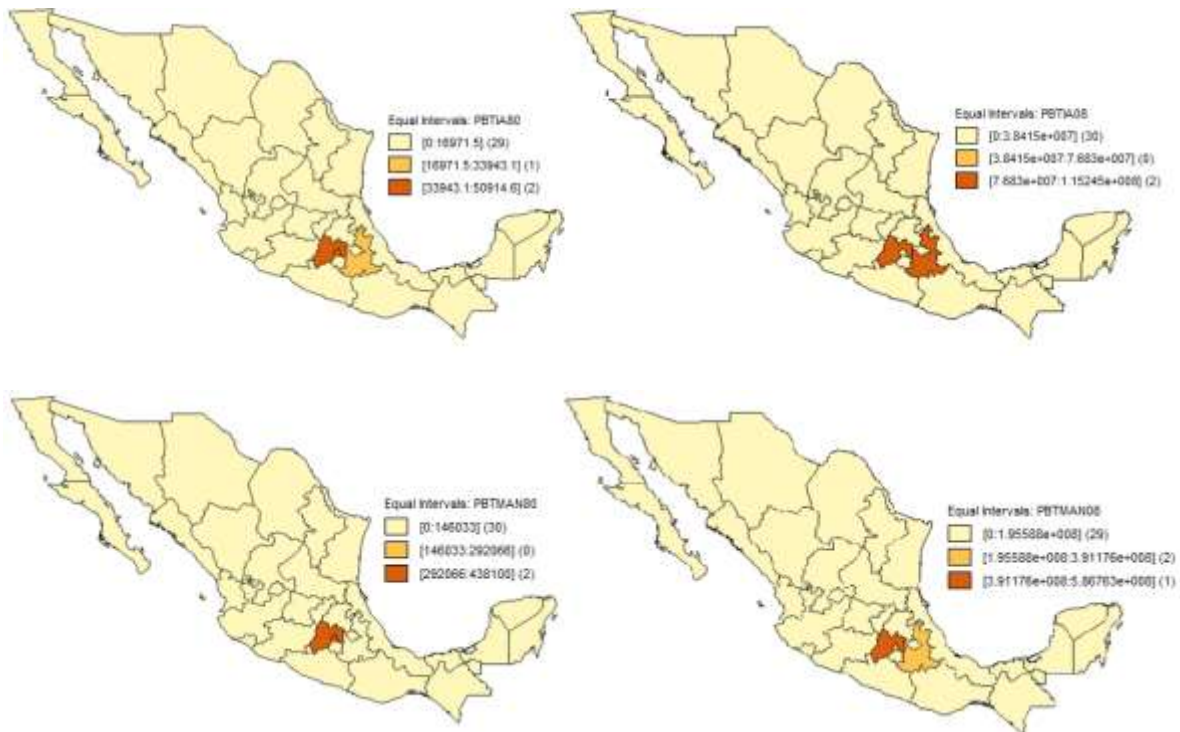 Equal Intervals: PBTIA80
[0:16971.5] (29)
[16971.5:33943.1] (1)
[33943.1:50914.6] (2)
Equal Intervals: PBTIA08
[0:3.8415e+007] (30)
[3.8415e+007:7.683e+007] (0)
[7.683e+007:1.15245e+008] (2)
Equal Intervals: PBTMAN80
[0:146033] (30)
[146033:292066] (0)
[292066:438100] (2)
Equal Intervals: PBTMAN08
[0:1.95588e+008] (29)
[1.95588e+008:3.91176e+008] (2)
[3.91176e+008:5.86763e+008] (1)